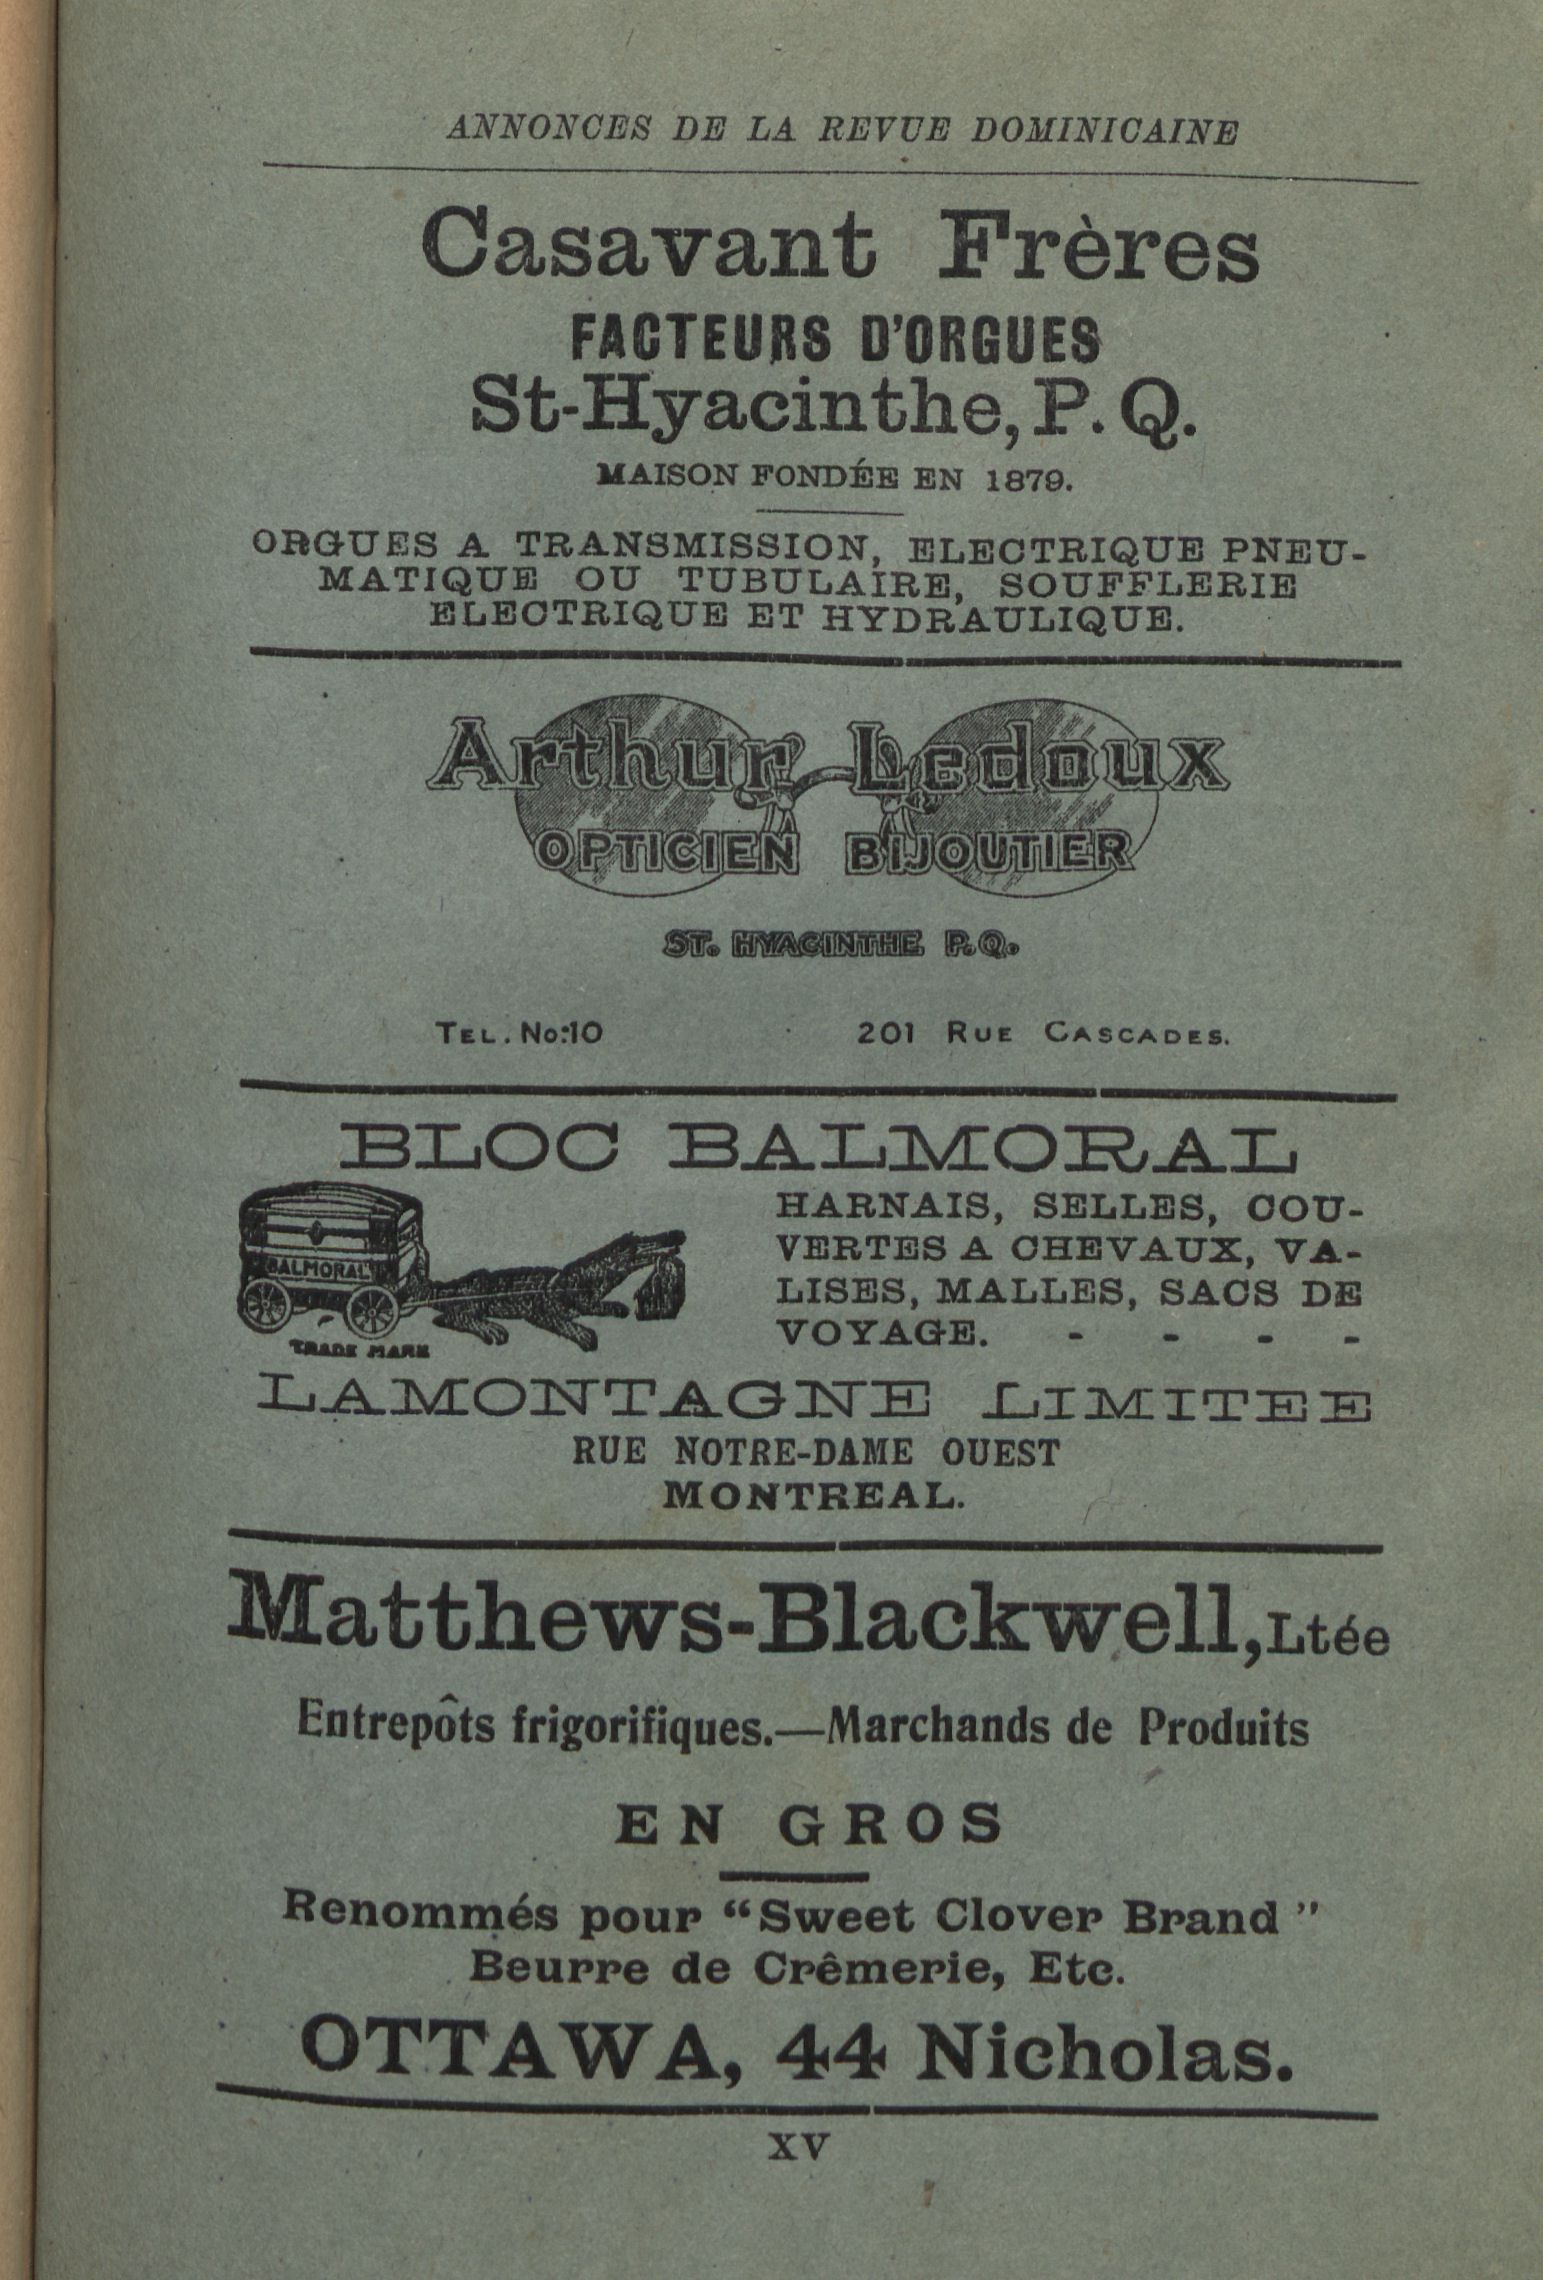 ANNONCES DE LA REVUE DOMINICAINE
Casavant Frères
FACTEURS D'ORGUES
St-Hyacinthe, P. Q.
MAISON FONDÉE EN 1879.
ORGUES A TRANSMISSION, ELECTRIQUE PNEU-
MATIQUE OU TUBULAIRE, SOUFFLERIE
ELECTRIQUE ET HYDRAULIQUE.
Arthur Ledoux
OPTICIEN BIJOUTIER
ST. HYACINTHE P.Q.
TEL. No:10 201 RUE CASCADES.
BLOC BALMORAL
HARNAIS, SELLES, COU-
VERTES A CHEVAUX, VA-
LISES, MALLES, SACS DE
VOYAGE. - - - -
BALMORAL
TRADE MARK
LAMONTAGNE LIMITEE
RUE NOTRE-DAME OUEST
MONTREAL.
Matthews-Blackwell, Ltée
Entrepôts frigorifiques.—Marchands de Produits
EN GROS
Renommés pour "Sweet Clover Brand"
Beurre de Crêmerie, Etc.
OTTAWA, 44 Nicholas.
XV